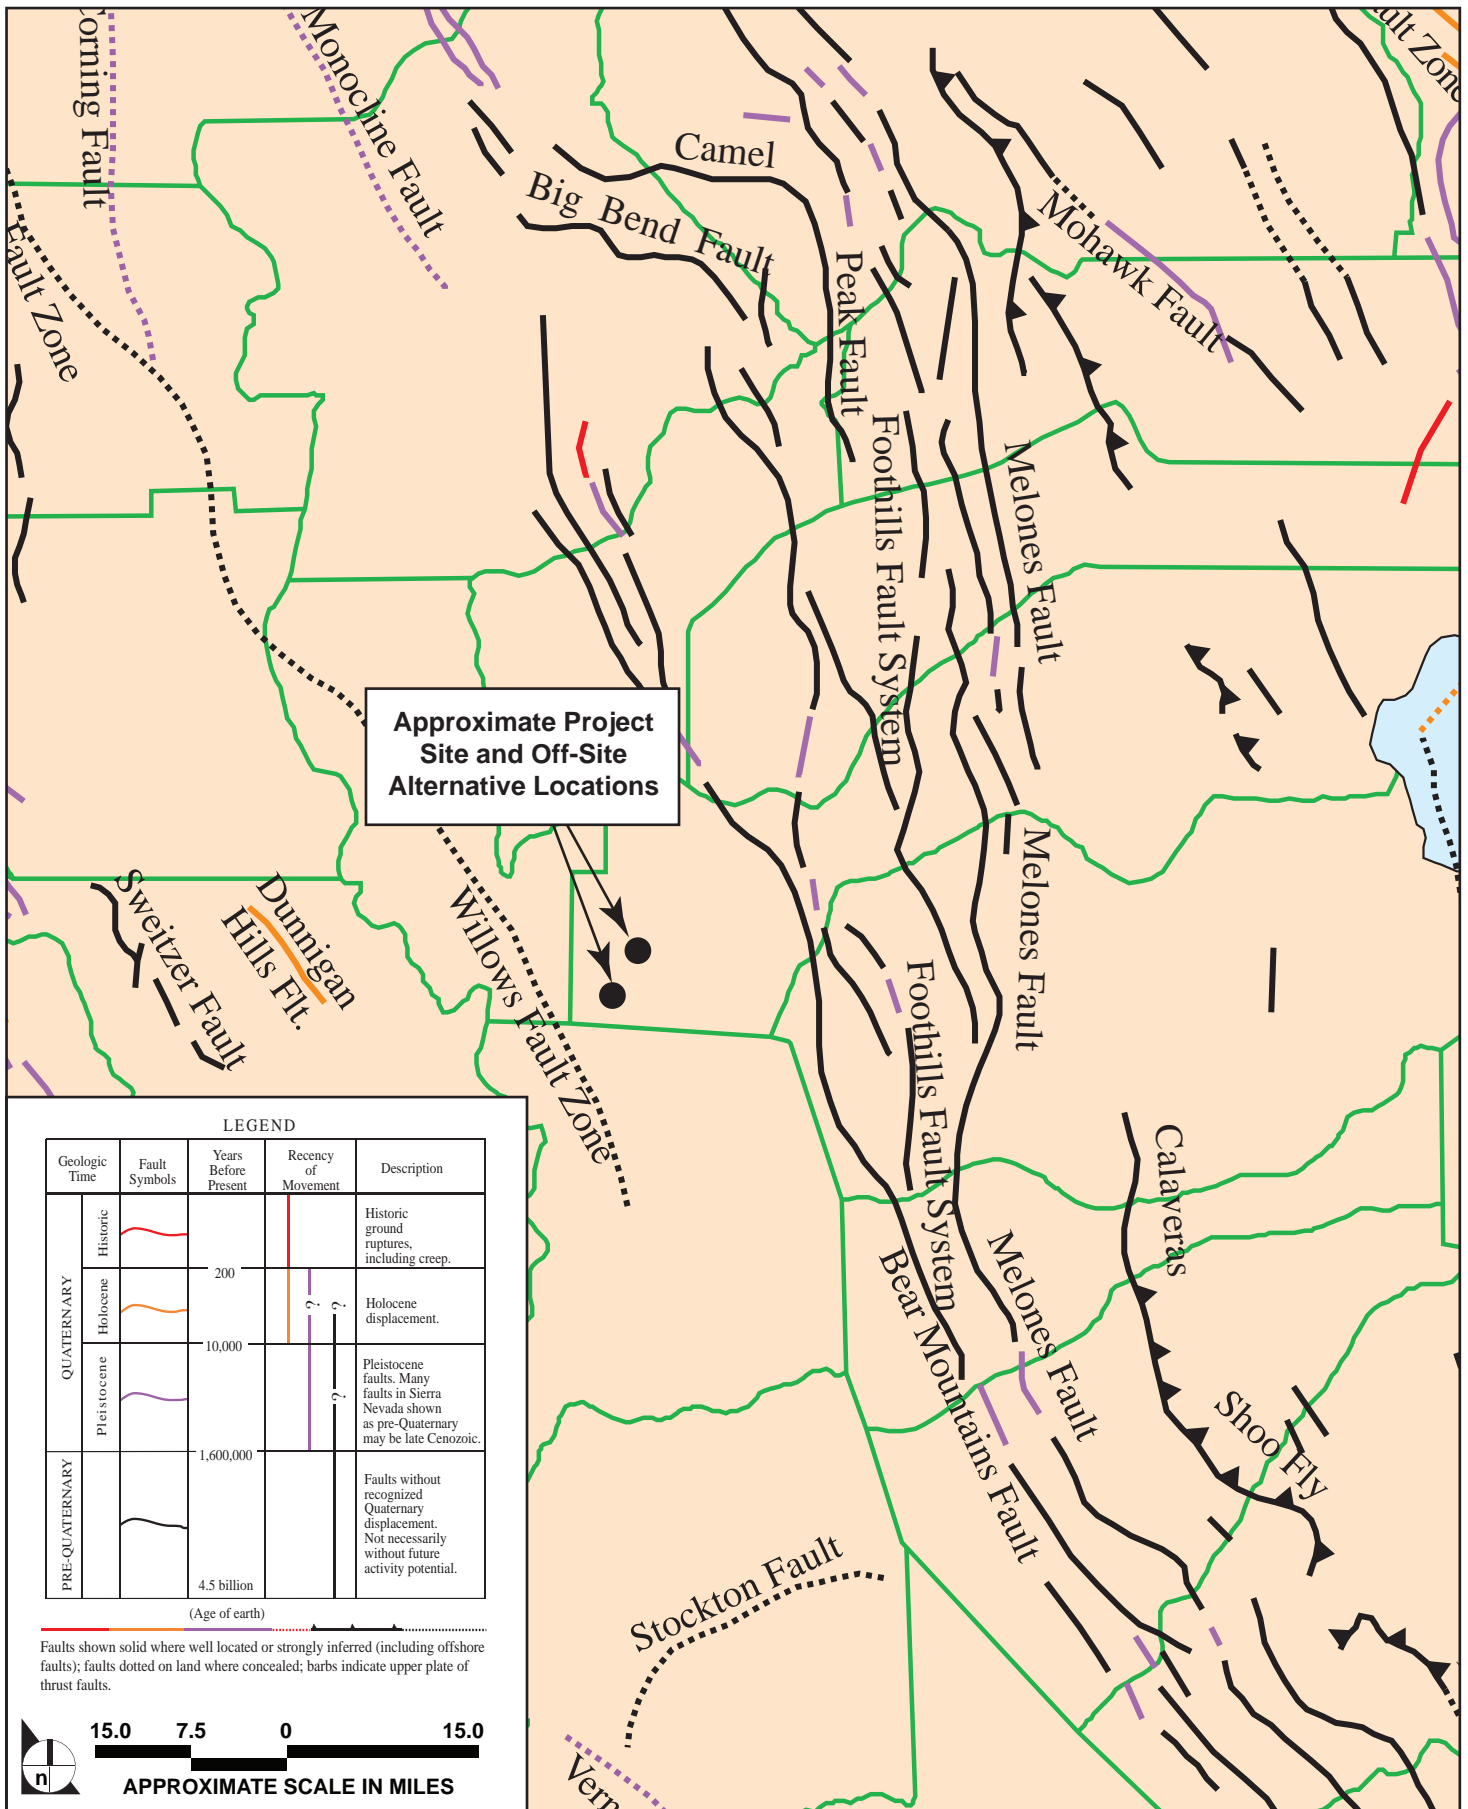 Corning Fault
Monocline Fault
ault Zone
Camel
Big Bend Fault
Mohawk Fault
Fault Zone
Peak Fault
Foothills Fault System
Melones Fault
Approximate Project
Site and Off-Site
Alternative Locations
Melones Fault
Sweitzer Fault
Dunnigan
Hills Flt.
Willows Fault Zone
Foothills Fault System
Calaveras
Bear Mountains Fault
Melones Fault
Shoo Fly
Stockton Fault
Vern
LEGEND
Geologic
Time
Fault
Symbols
Years
Before
Present
Recency
of
Movement
Description
QUATERNARY
Historic
Historic
ground
ruptures,
including creep.
200
Holocene
?
?
Holocene
displacement.
10,000
Pleistocene
?
Pleistocene
faults. Many
faults in Sierra
Nevada shown
as pre-Quaternary
may be late Cenozoic.
1,600,000
PRE-QUATERNARY
Faults without
recognized
Quaternary
displacement.
Not necessarily
without future
activity potential.
4.5 billion
(Age of earth)
Faults shown solid where well located or strongly inferred (including offshore
faults); faults dotted on land where concealed; barbs indicate upper plate of
thrust faults.
n
15.0 7.5 0 15.0
APPROXIMATE SCALE IN MILES